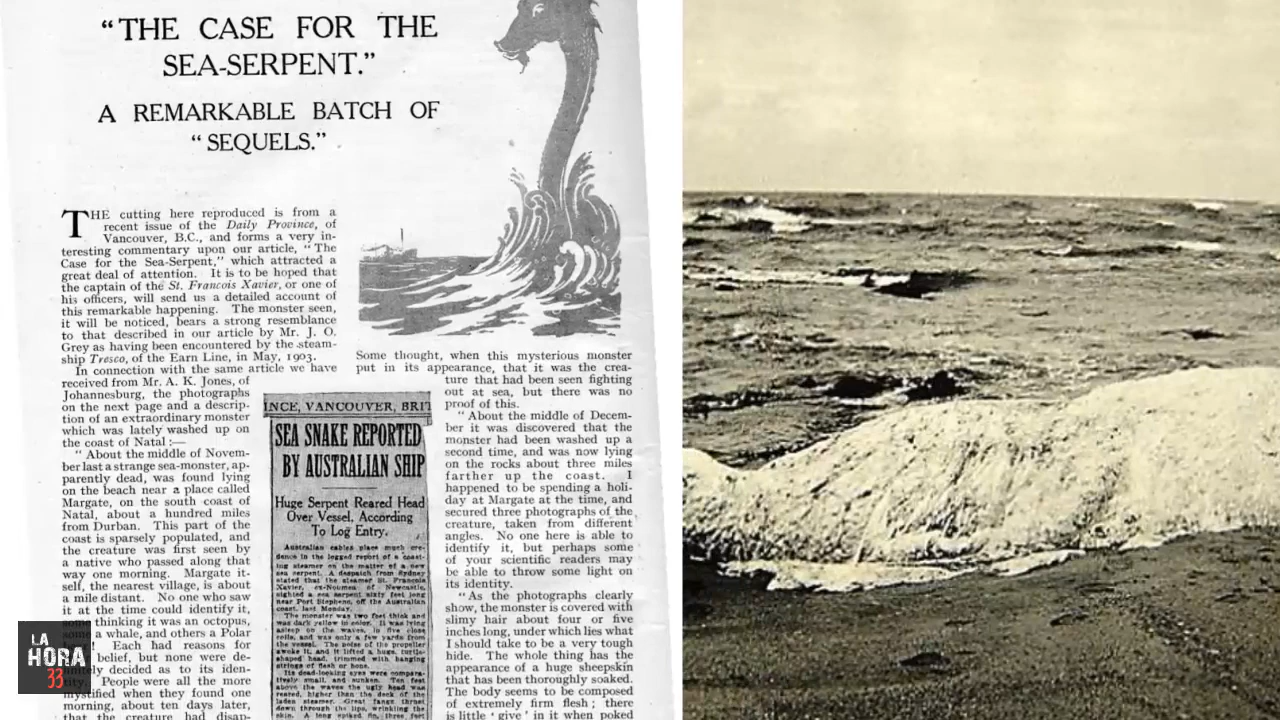 “THE CASE FOR THE
SEA-SERPENT.”
A REMARKABLE BATCH OF
“SEQUELS.”
THE cutting here reproduced is from a
recent issue of the Daily Province, of
Vancouver, B.C., and forms a very in-
teresting commentary upon our article, “The
Case for the Sea-Serpent,” which attracted a
great deal of attention. It is to be hoped that
the captain of the St. Francois Xavier, or one of
his officers, will send us a detailed account of
this remarkable happening. The monster seen,
it will be noticed, bears a strong resemblance
to that described in our article by Mr. J. O.
Grey as having been encountered by the steam-
ship Tresco, of the Earn Line, in May, 1903.
In connection with the same article we have
received from Mr. A. K. Jones, of
Johannesburg, the photographs
on the next page and a descrip-
tion of an extraordinary monster
which was lately washed up on
the coast of Natal :—
“About the middle of Novem-
ber last a strange sea-monster, ap-
parently dead, was found lying
on the beach near a place called
Margate, on the south coast of
Natal, about a hundred miles
from Durban. This part of the
coast is sparsely populated, and
the creature was first seen by
a native who passed along that
way one morning. Margate it-
self, the nearest village, is about
a mile distant. No one who saw
it at the time could identify it,
some thinking it was an octopus,
a whale, and others a Polar
Each had reasons for
belief, but none were de-
decided as to its iden-
People were all the more
mystified when they found one
morning, about ten days later,
that the creature had disap-
INCE, VANCOUVER, BRIT
SEA SNAKE REPORTED
BY AUSTRALIAN SHIP
Huge Serpent Reared Head
Over Vessel, According
To Log Entry.
Australian cables place much cre-
dence in the logged report of a coast-
ing steamer on the matter of a new
sea serpent. A despatch from Sydney
stated that the steamer St. Francois
Xavier, ex-Noumea of Newcastle,
sighted a sea serpent sixty feet long
near Port Stephens, off the Australian
coast, last Monday.
The monster was two feet thick and
was dark yellow in color. It was lying
asleep on the waves, in five close
rolls, and was only a few yards from
the vessel. The noise of the propeller
awoke it, and it lifted a huge, turtle-
shaped head, trimmed with hanging
strings of flesh or bone.
Its dead-looking eyes were compara-
tively small, and sunken. Ten feet
above the waves the ugly head was
reared, higher than the deck of the
laden steamer. Great fangs thrust
down through the lips, wrinkling the
skin. A long spiked fin, three feet
Some thought, when this mysterious monster
put in its appearance, that it was the crea-
ture that had been seen fighting
out at sea, but there was no
proof of this.
“About the middle of Decem-
ber it was discovered that the
monster had been washed up a
second time, and was now lying
on the rocks about three miles
farther up the coast. I
happened to be spending a holi-
day at Margate at the time, and
secured three photographs of the
creature, taken from different
angles. No one here is able to
identify it, but perhaps some
of your scientific readers may
be able to throw some light on
its identity.
“As the photographs clearly
show, the monster is covered with
slimy hair about four or five
inches long, under which lies what
I should take to be a very tough
hide. The whole thing has the
appearance of a huge sheepskin
that has been thoroughly soaked.
The body seems to be composed
of extremely firm flesh; there
is little ‘give’ in it when poked
LA
HORA
33